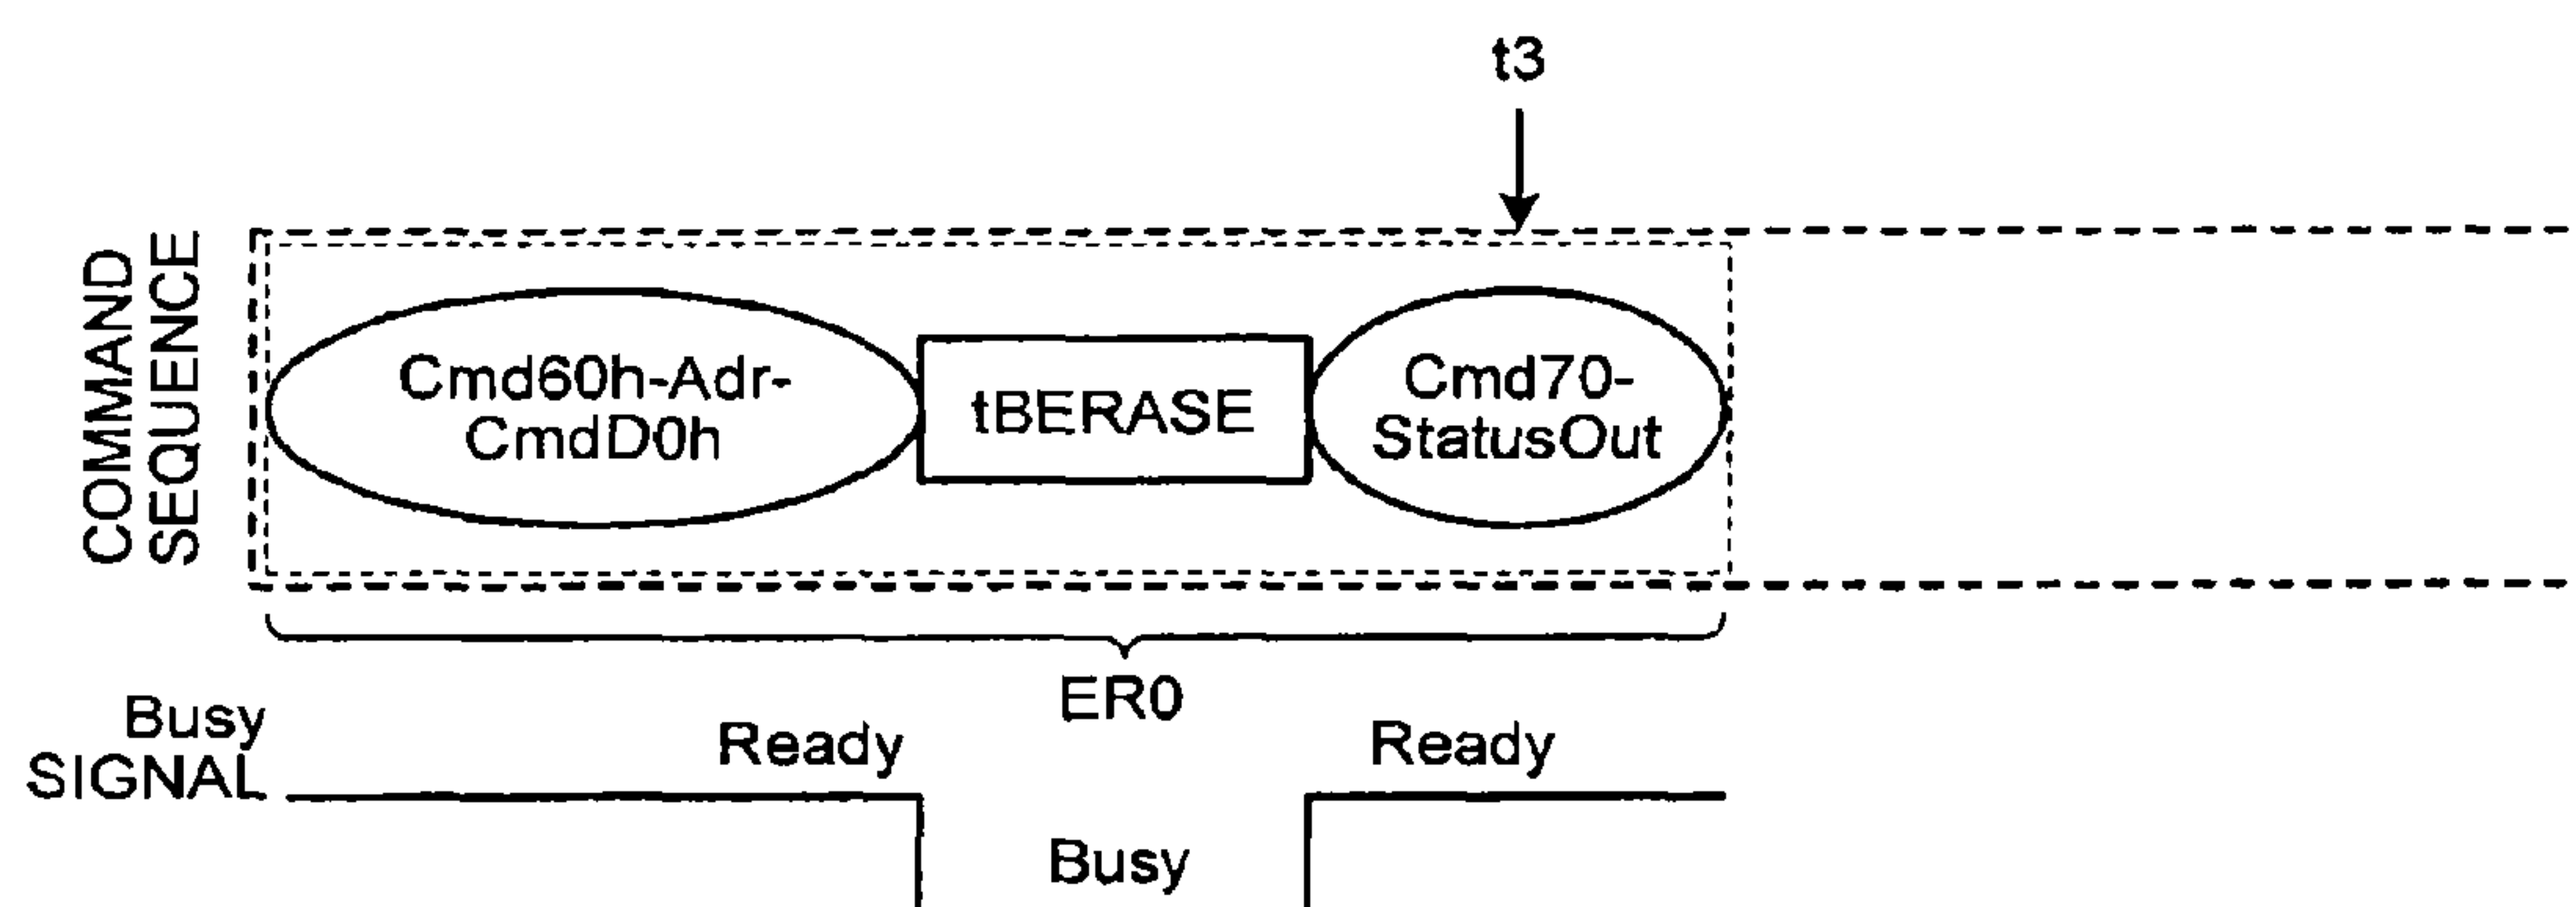 t3
COMMAND
SEQUENCE
Cmd60h-Adr-
CmdD0h
tBERASE
Cmd70-
StatusOut
ER0
Busy
SIGNAL
Ready
Busy
Ready